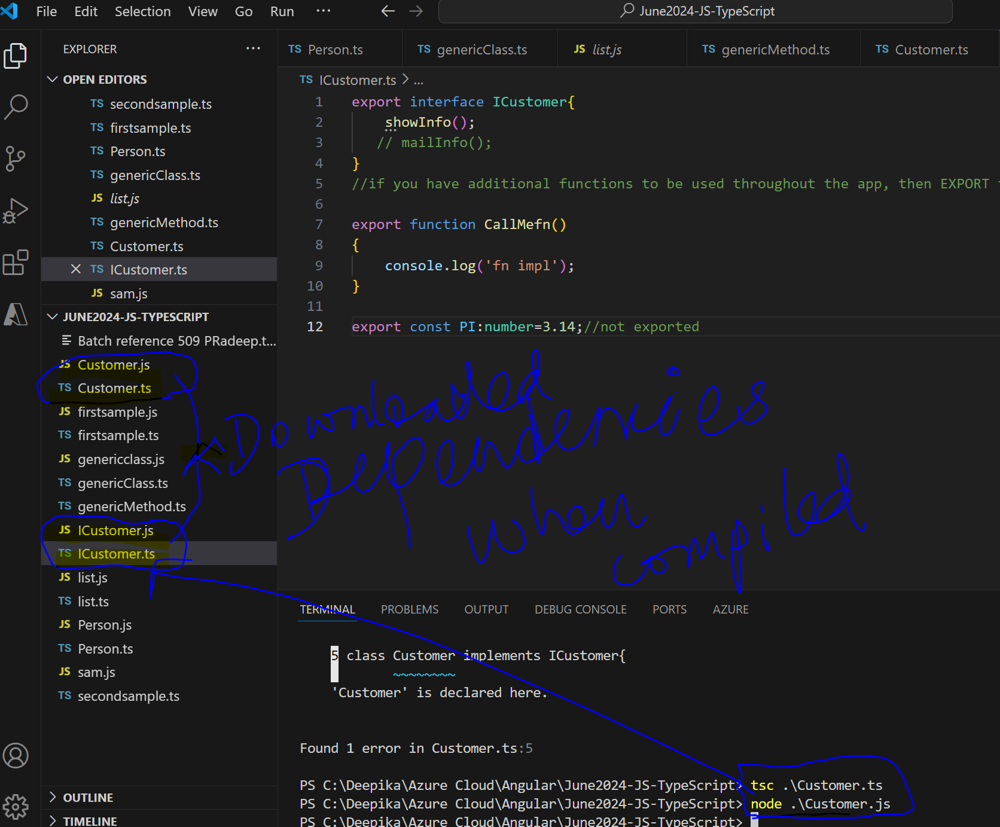 File Edit Selection View Go Run ···
June2024-JS-TypeScript
EXPLORER ···
OPEN EDITORS
TS secondsample.ts
TS firstsample.ts
TS Person.ts
TS genericClass.ts
JS list.js
TS genericMethod.ts
TS Customer.ts
TS ICustomer.ts
JS sam.js
JUNE2024-JS-TYPESCRIPT
Batch reference 509 PRadeep.t...
JS Customer.js
TS Customer.ts
JS firstsample.js
TS firstsample.ts
JS genericclass.js
TS genericClass.ts
TS genericMethod.ts
JS ICustomer.js
TS ICustomer.ts
JS list.js
TS list.ts
JS Person.js
TS Person.ts
JS sam.js
TS secondsample.ts
OUTLINE
TIMELINE
TS Person.ts TS genericClass.ts JS list.js TS genericMethod.ts TS Customer.ts
TS ICustomer.ts > ...
1 export interface ICustomer{
2 showInfo();
3 // mailInfo();
4 }
5 //if you have additional functions to be used throughout the app, then EXPORT
6
7 export function CallMefn()
8 {
9 console.log('fn impl');
10 }
11
12 export const PI:number=3.14;//not exported
Downloaded
Dependencies
when
compiled
TERMINAL PROBLEMS OUTPUT DEBUG CONSOLE PORTS AZURE
5 class Customer implements ICustomer{
~~~~~~~~
'Customer' is declared here.
Found 1 error in Customer.ts:5
PS C:\Deepika\Azure Cloud\Angular\June2024-JS-TypeScript> tsc .\Customer.ts
PS C:\Deepika\Azure Cloud\Angular\June2024-JS-TypeScript> node .\Customer.js
PS C:\Deepika\Azure Cloud\Angular\June2024-JS-TypeScript>